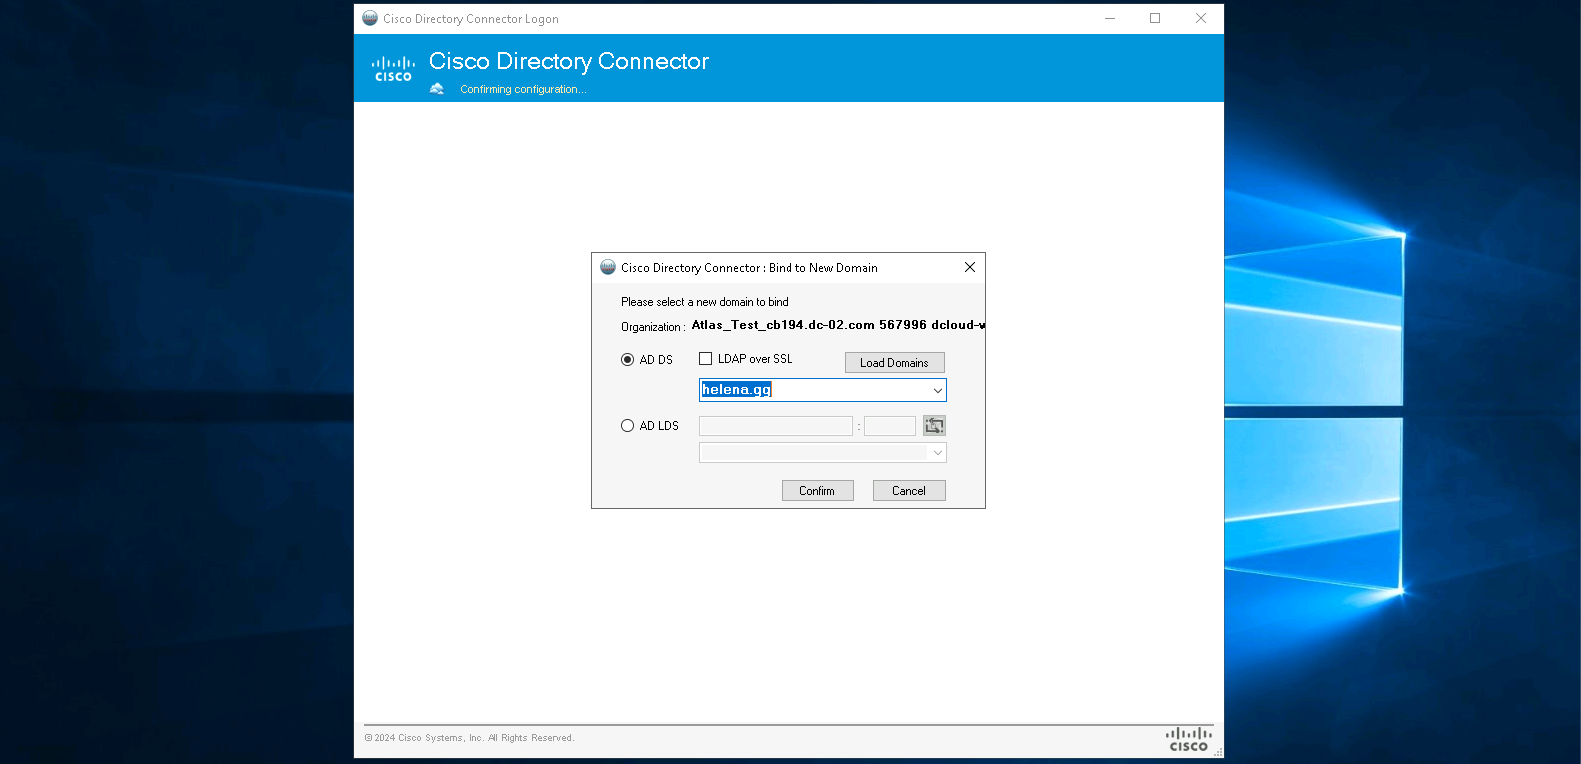 Cisco Directory Connector Logon
CISCO
Cisco Directory Connector
Confirming configuration...
Cisco Directory Connector : Bind to New Domain
Please select a new domain to bind
Organization : Atlas_Test_cb194.dc-02.com 567996 dcloud-w
AD DS
LDAP over SSL
Load Domains
helena.gq
AD LDS
:
Confirm
Cancel
© 2024 Cisco Systems, Inc. All Rights Reserved.
CISCO